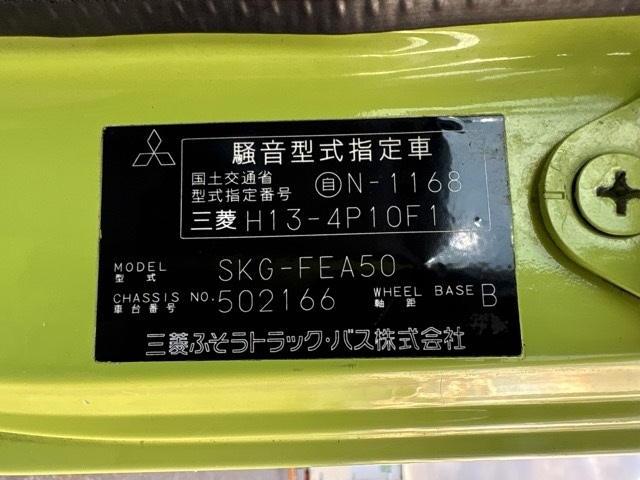 騒音型式指定車
国土交通省
型式指定番号 自N-1168
三菱 H13-4P10F1
MODEL
型式 SKG-FEA50
CHASSIS NO. 502166 WHEEL BASE B
車台番号 軸距
三菱ふそうトラック・バス株式会社